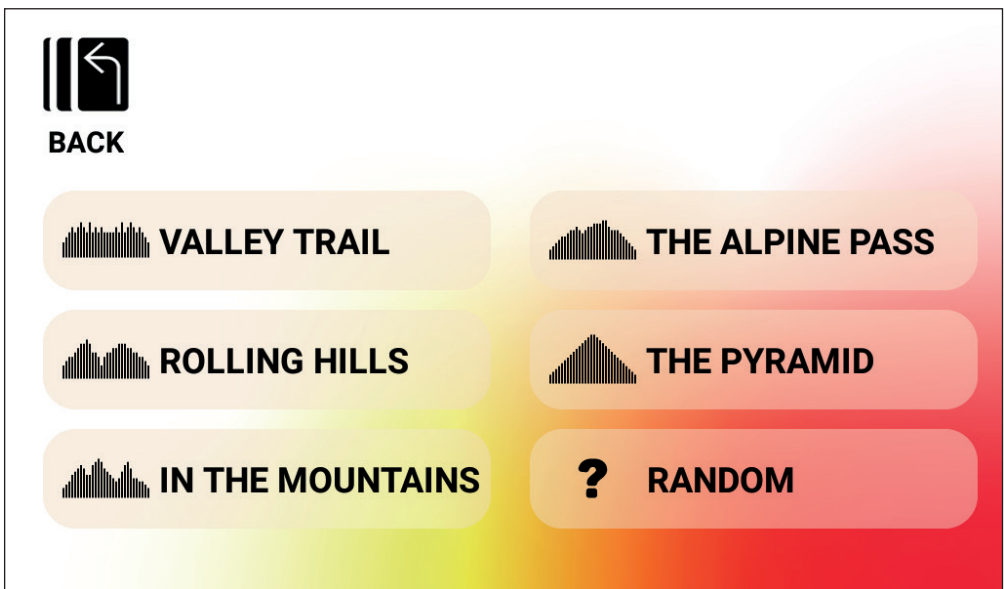 BACK
VALLEY TRAIL
THE ALPINE PASS
ROLLING HILLS
THE PYRAMID
IN THE MOUNTAINS
? RANDOM